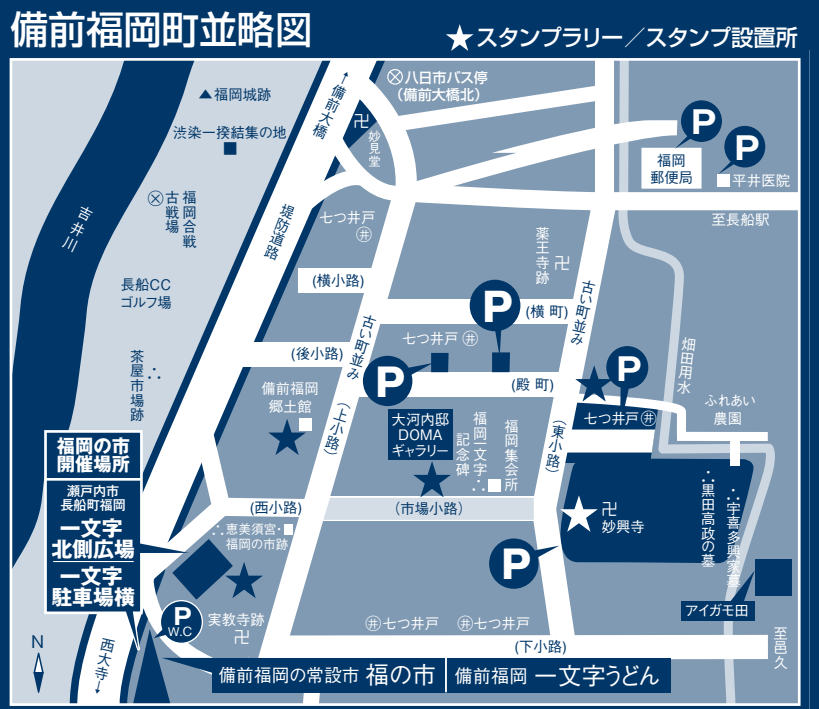 備前福岡町並略図
★スタンプラリー／スタンプ設置所
▲福岡城跡
渋染一揆結集の地
↑備前大橋
八日市バス停
（備前大橋北）
卍
妙見堂
P
福岡
郵便局
P
平井医院
至長船駅
吉井川
福岡合戦
古戦場
堤防道路
七つ井戸
井
薬王寺跡
卍
長船CC
ゴルフ場
(横小路)
古い町並み
（上小路）
P
(横 町)
古い町並み
（東小路）
畑田用水
茶屋市場跡
∴
(後小路)
七つ井戸 井
P
(殿 町)
P
七つ井戸 井
ふれあい
農園
備前福岡
郷土館
大河内邸
DOMA
ギャラリー
福岡一文字
記念碑
∴
福岡集会所
福岡の市
開催場所
瀬戸内市
長船町福岡
一文字
北側広場
一文字
駐車場横
(西小路)
（市場小路）
∴恵美須宮・
福岡の市跡
卍
妙興寺
∴黒田高政の墓
∴宇喜多興家墓
P
アイガモ田
P
W.C
実教寺跡
卍
井七つ井戸
井七つ井戸
(下小路)
至邑久
N
西大寺↓
備前福岡の常設市 福の市
備前福岡 一文字うどん